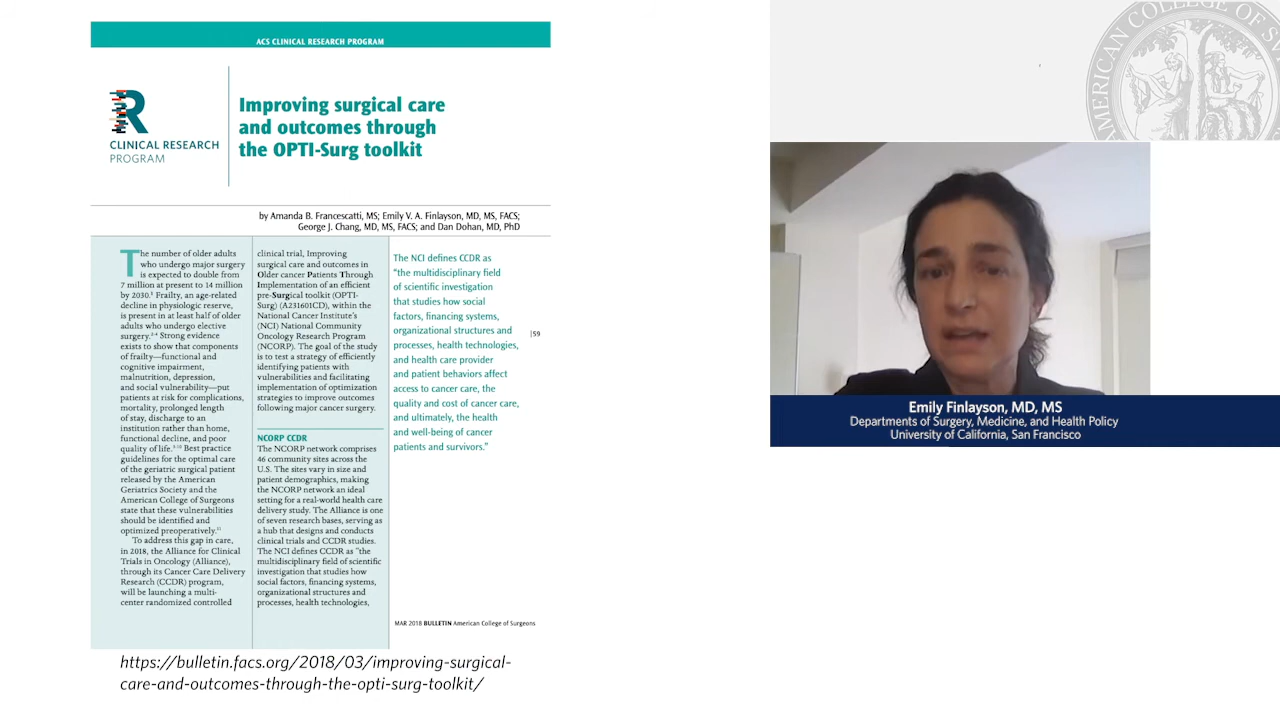 ACS CLINICAL RESEARCH PROGRAM
R
CLINICAL RESEARCH
PROGRAM
Improving surgical care
and outcomes through
the OPTI-Surg toolkit
by Amanda B. Francescatti, MS; Emily V. A. Finlayson, MD, MS, FACS;
George J. Chang, MD, MS, FACS; and Dan Dohan, MD, PhD
The number of older adults
who undergo major surgery
is expected to double from
7 million at present to 14 million
by 2030.¹ Frailty, an age-related
decline in physiologic reserve,
is present in at least half of older
adults who undergo elective
surgery.²⁻⁴ Strong evidence
exists to show that components
of frailty—functional and
cognitive impairment,
malnutrition, depression,
and social vulnerability—put
patients at risk for complications,
mortality, prolonged length
of stay, discharge to an
institution rather than home,
functional decline, and poor
quality of life.⁵⁻¹⁰ Best practice
guidelines for the optimal care
of the geriatric surgical patient
released by the American
Geriatrics Society and the
American College of Surgeons
state that these vulnerabilities
should be identified and
optimized preoperatively.¹¹
To address this gap in care,
in 2018, the Alliance for Clinical
Trials in Oncology (Alliance),
through its Cancer Care Delivery
Research (CCDR) program,
will be launching a multi-
center randomized controlled
clinical trial, Improving
surgical care and outcomes in
Older cancer Patients Through
Implementation of an efficient
pre-Surgical toolkit (OPTI-
Surg) (A231601CD), within the
National Cancer Institute's
(NCI) National Community
Oncology Research Program
(NCORP). The goal of the study
is to test a strategy of efficiently
identifying patients with
vulnerabilities and facilitating
implementation of optimization
strategies to improve outcomes
following major cancer surgery.
NCORP CCDR
The NCORP network comprises
46 community sites across the
U.S. The sites vary in size and
patient demographics, making
the NCORP network an ideal
setting for a real-world health care
delivery study. The Alliance is one
of seven research bases, serving as
a hub that designs and conducts
clinical trials and CCDR studies.
The NCI defines CCDR as "the
multidisciplinary field of scientific
investigation that studies how
social factors, financing systems,
organizational structures and
processes, health technologies,
The NCI defines CCDR as
"the multidisciplinary field
of scientific investigation
that studies how social
factors, financing systems,
organizational structures and
processes, health technologies,
and health care provider
and patient behaviors affect
access to cancer care, the
quality and cost of cancer care,
and ultimately, the health
and well-being of cancer
patients and survivors."
|59
MAR 2018 BULLETIN American College of Surgeons
https://bulletin.facs.org/2018/03/improving-surgical-
care-and-outcomes-through-the-opti-surg-toolkit/
AMERICAN COLLEGE OF
Emily Finlayson, MD, MS
Departments of Surgery, Medicine, and Health Policy
University of California, San Francisco